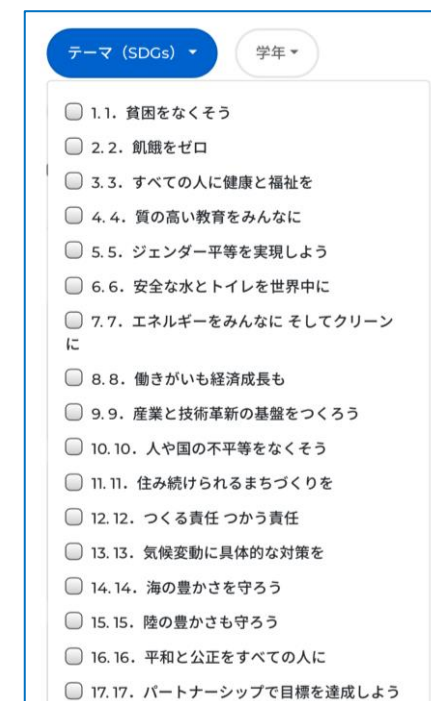 テーマ（SDGs）
学年
1. 1．貧困をなくそう
2. 2．飢餓をゼロ
3. 3．すべての人に健康と福祉を
4. 4．質の高い教育をみんなに
5. 5．ジェンダー平等を実現しよう
6. 6．安全な水とトイレを世界中に
7. 7．エネルギーをみんなに そしてクリーン
に
8. 8．働きがいも経済成長も
9. 9．産業と技術革新の基盤をつくろう
10. 10．人や国の不平等をなくそう
11. 11．住み続けられるまちづくりを
12. 12．つくる責任 つかう責任
13. 13．気候変動に具体的な対策を
14. 14．海の豊かさを守ろう
15. 15．陸の豊かさも守ろう
16. 16．平和と公正をすべての人に
17. 17．パートナーシップで目標を達成しよう